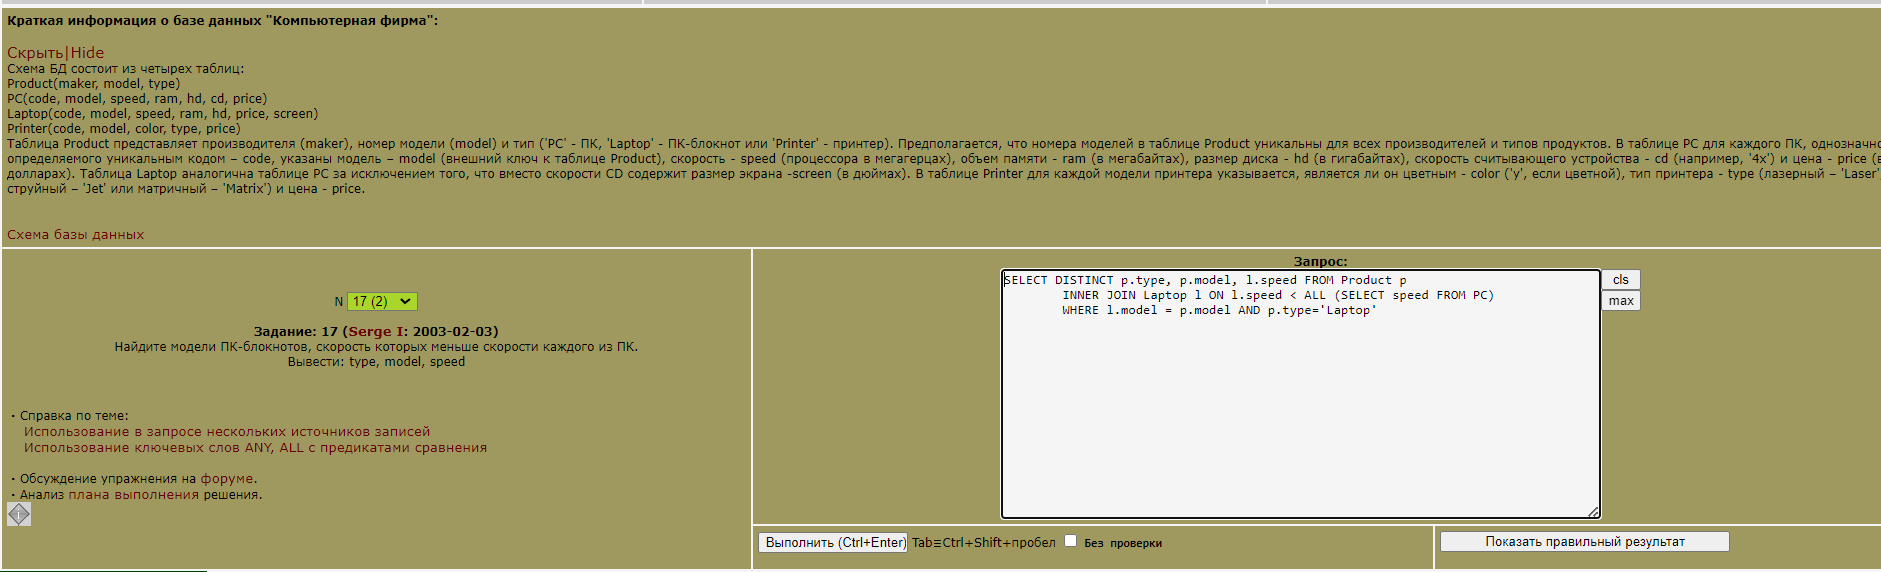 Краткая информация о базе данных "Компьютерная фирма":
Скрыть|Hide
Схема БД состоит из четырех таблиц:
Product(maker, model, type)
PC(code, model, speed, ram, hd, cd, price)
Laptop(code, model, speed, ram, hd, price, screen)
Printer(code, model, color, type, price)
Таблица Product представляет производителя (maker), номер модели (model) и тип ('PC' - ПК, 'Laptop' - ПК-блокнот или 'Printer' - принтер). Предполагается, что номера моделей в таблице Product уникальны для всех производителей и типов продуктов. В таблице PC для каждого ПК, однозначно
определяемого уникальным кодом – code, указаны модель – model (внешний ключ к таблице Product), скорость - speed (процессора в мегагерцах), объем памяти - ram (в мегабайтах), размер диска - hd (в гигабайтах), скорость считывающего устройства - cd (например, '4x') и цена - price (в
долларах). Таблица Laptop аналогична таблице PC за исключением того, что вместо скорости CD содержит размер экрана -screen (в дюймах). В таблице Printer для каждой модели принтера указывается, является ли он цветным - color ('y', если цветной), тип принтера - type (лазерный – 'Laser',
струйный – 'Jet' или матричный – 'Matrix') и цена - price.
Схема базы данных
N 17 (2)
Задание: 17 (Serge I: 2003-02-03)
Найдите модели ПК-блокнотов, скорость которых меньше скорости каждого из ПК.
Вывести: type, model, speed
• Справка по теме:
Использование в запросе нескольких источников записей
Использование ключевых слов ANY, ALL с предикатами сравнения
• Обсуждение упражнения на форуме.
• Анализ плана выполнения решения.
i
Запрос:
SELECT DISTINCT p.type, p.model, l.speed FROM Product p
INNER JOIN Laptop l ON l.speed < ALL (SELECT speed FROM PC)
WHERE l.model = p.model AND p.type='Laptop'
cls
max
Выполнить (Ctrl+Enter) Tab≡Ctrl+Shift+пробел Без проверки
Показать правильный результат